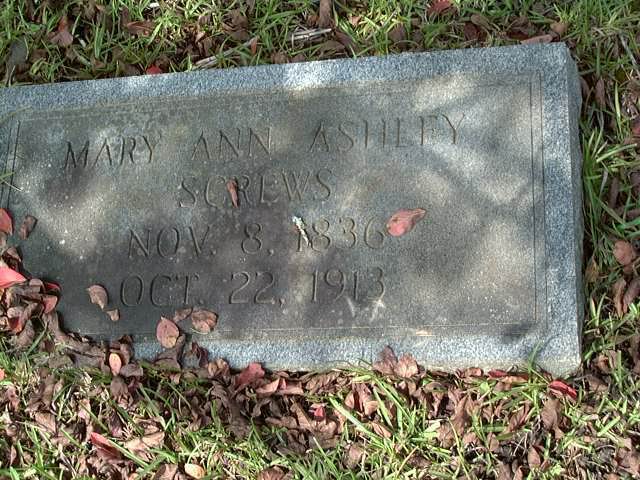 MARY ANN ASHLEY
SCREWS
NOV. 8, 1836
OCT. 22, 1913